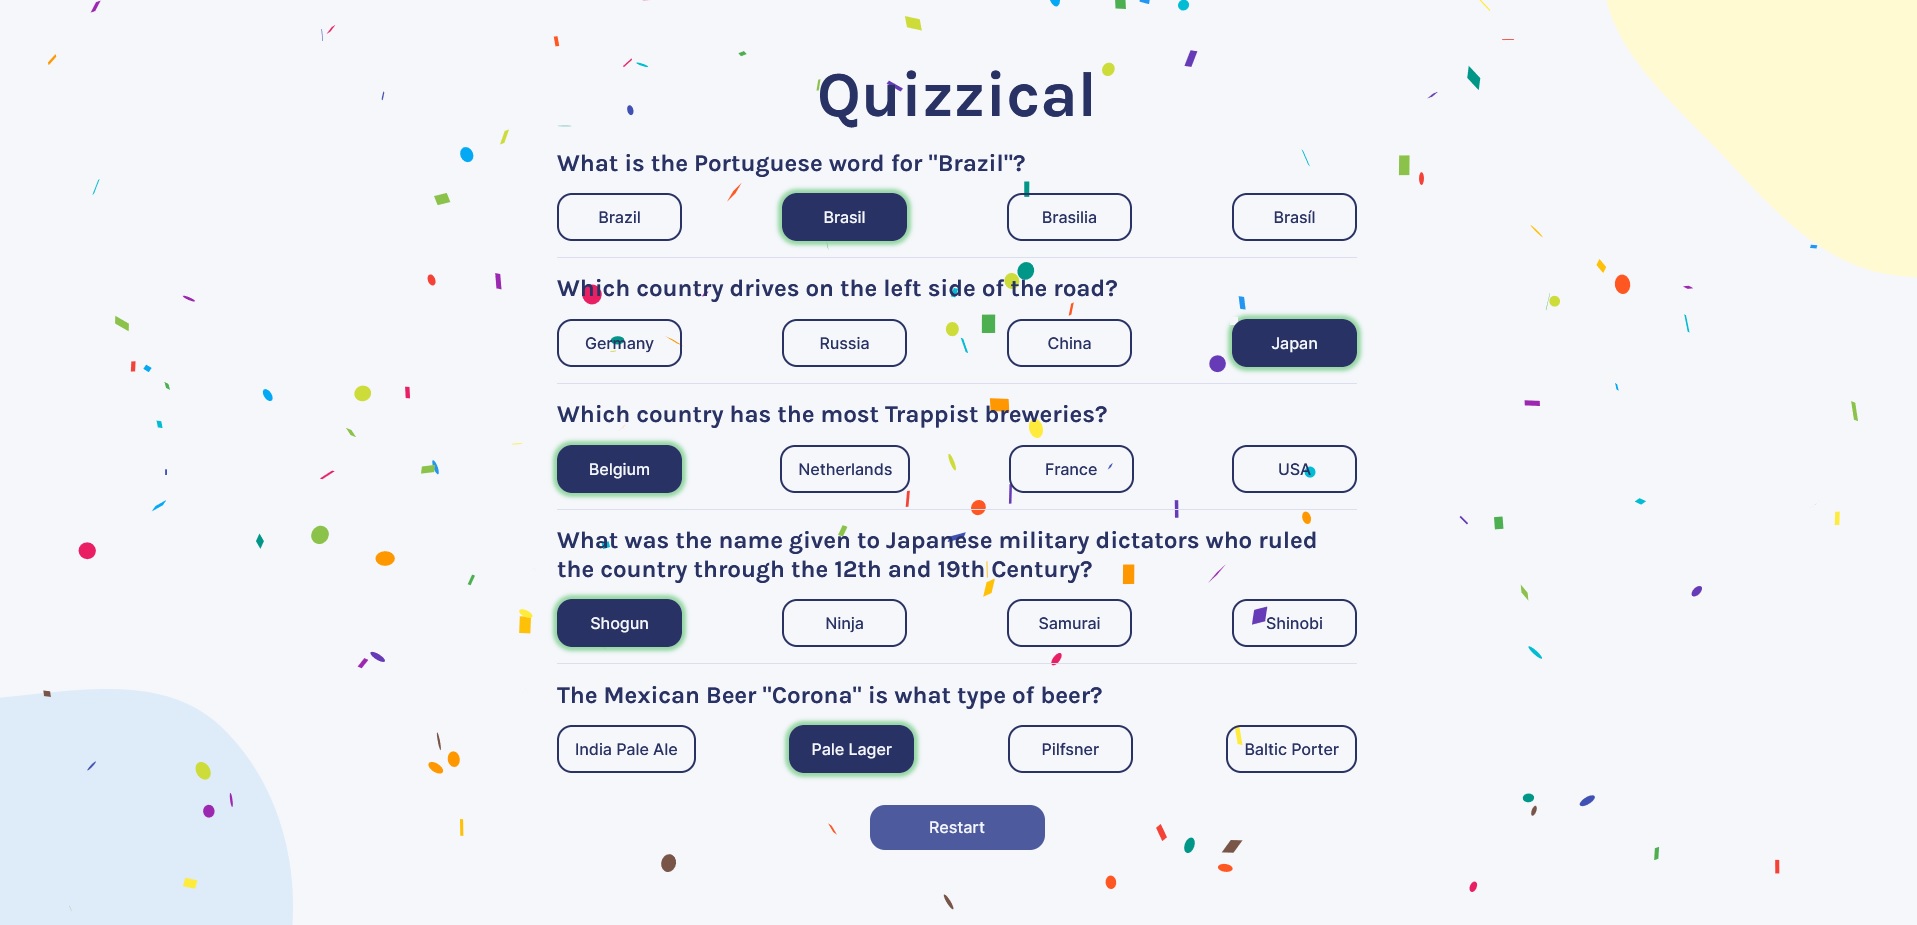 Quizzical
What is the Portuguese word for "Brazil"?
Brazil Brasil Brasilia Brasíl
Which country drives on the left side of the road?
Germany Russia China Japan
Which country has the most Trappist breweries?
Belgium Netherlands France USA
What was the name given to Japanese military dictators who ruled
the country through the 12th and 19th Century?
Shogun Ninja Samurai Shinobi
The Mexican Beer "Corona" is what type of beer?
India Pale Ale Pale Lager Pilfsner Baltic Porter
Restart